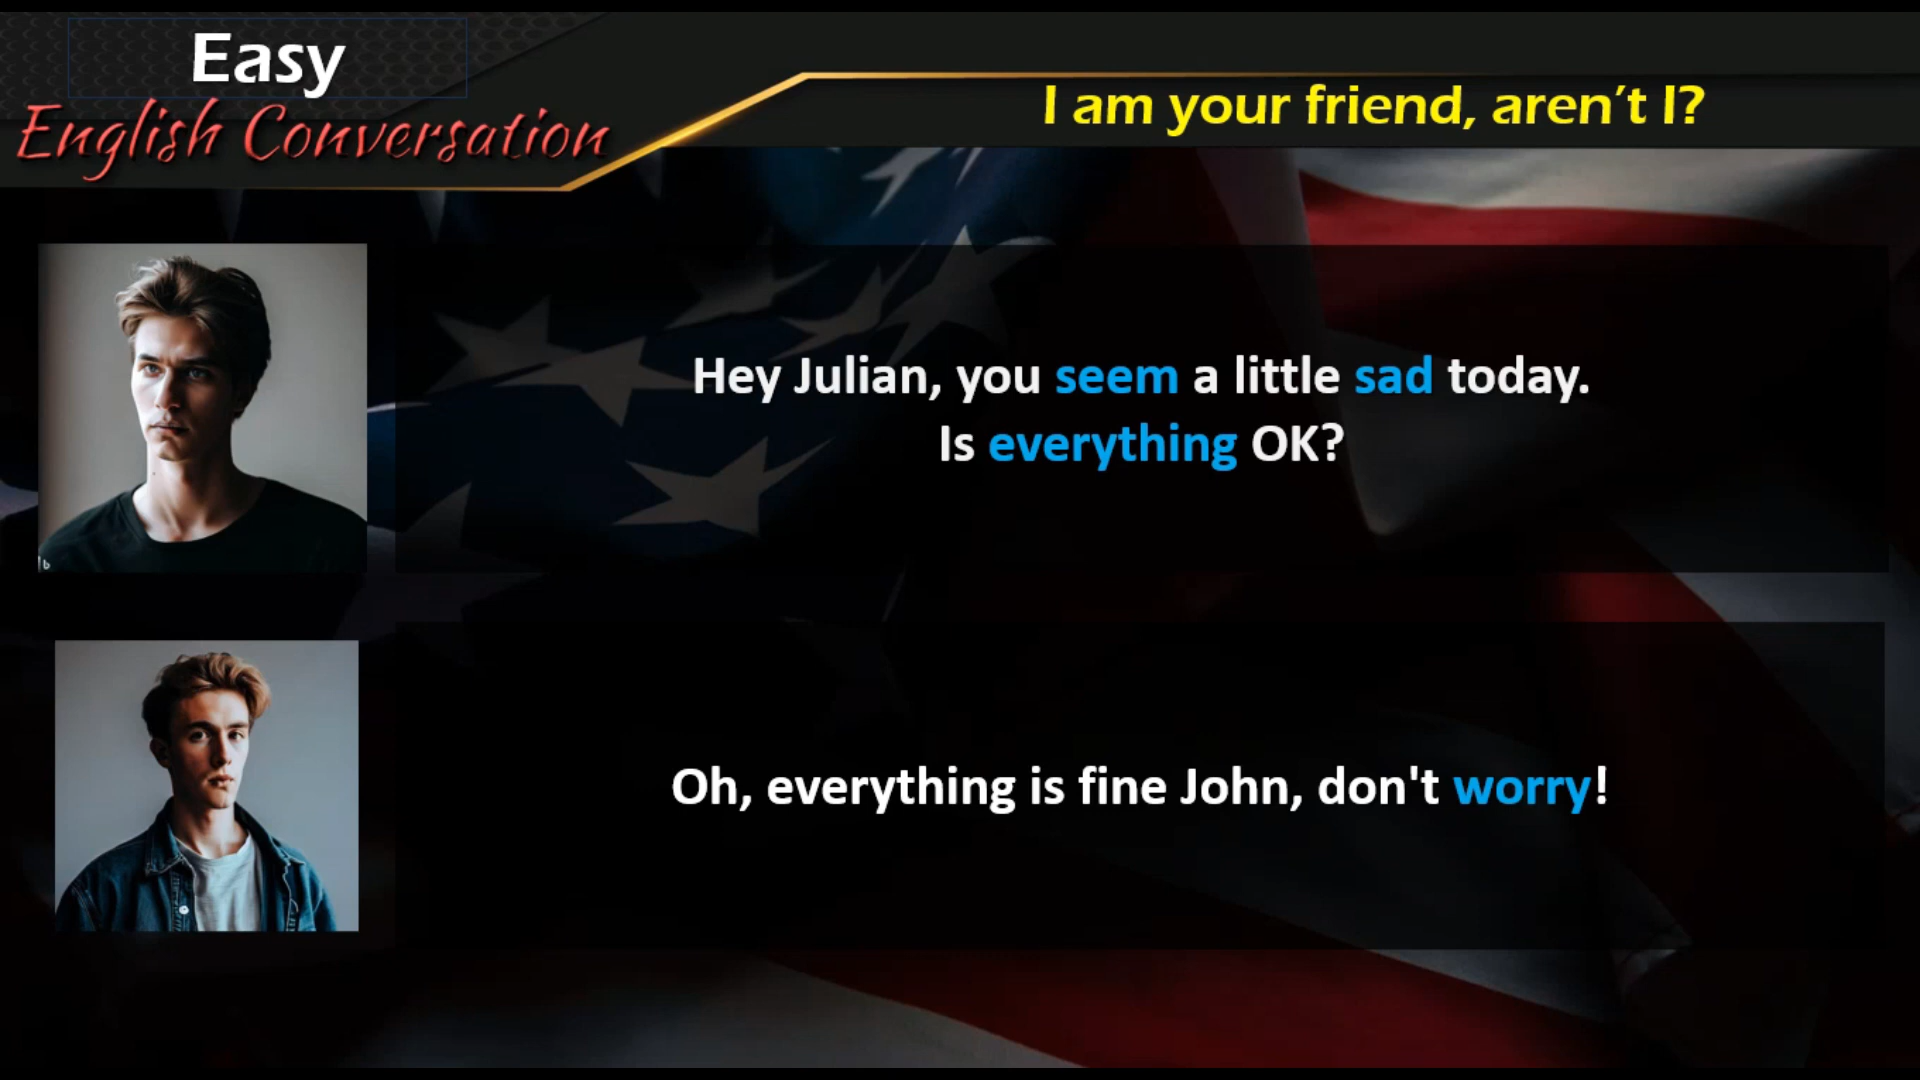 Easy
English Conversation
I am your friend, aren't I?
Hey Julian, you seem a little sad today.
Is everything OK?
Oh, everything is fine John, don't worry!